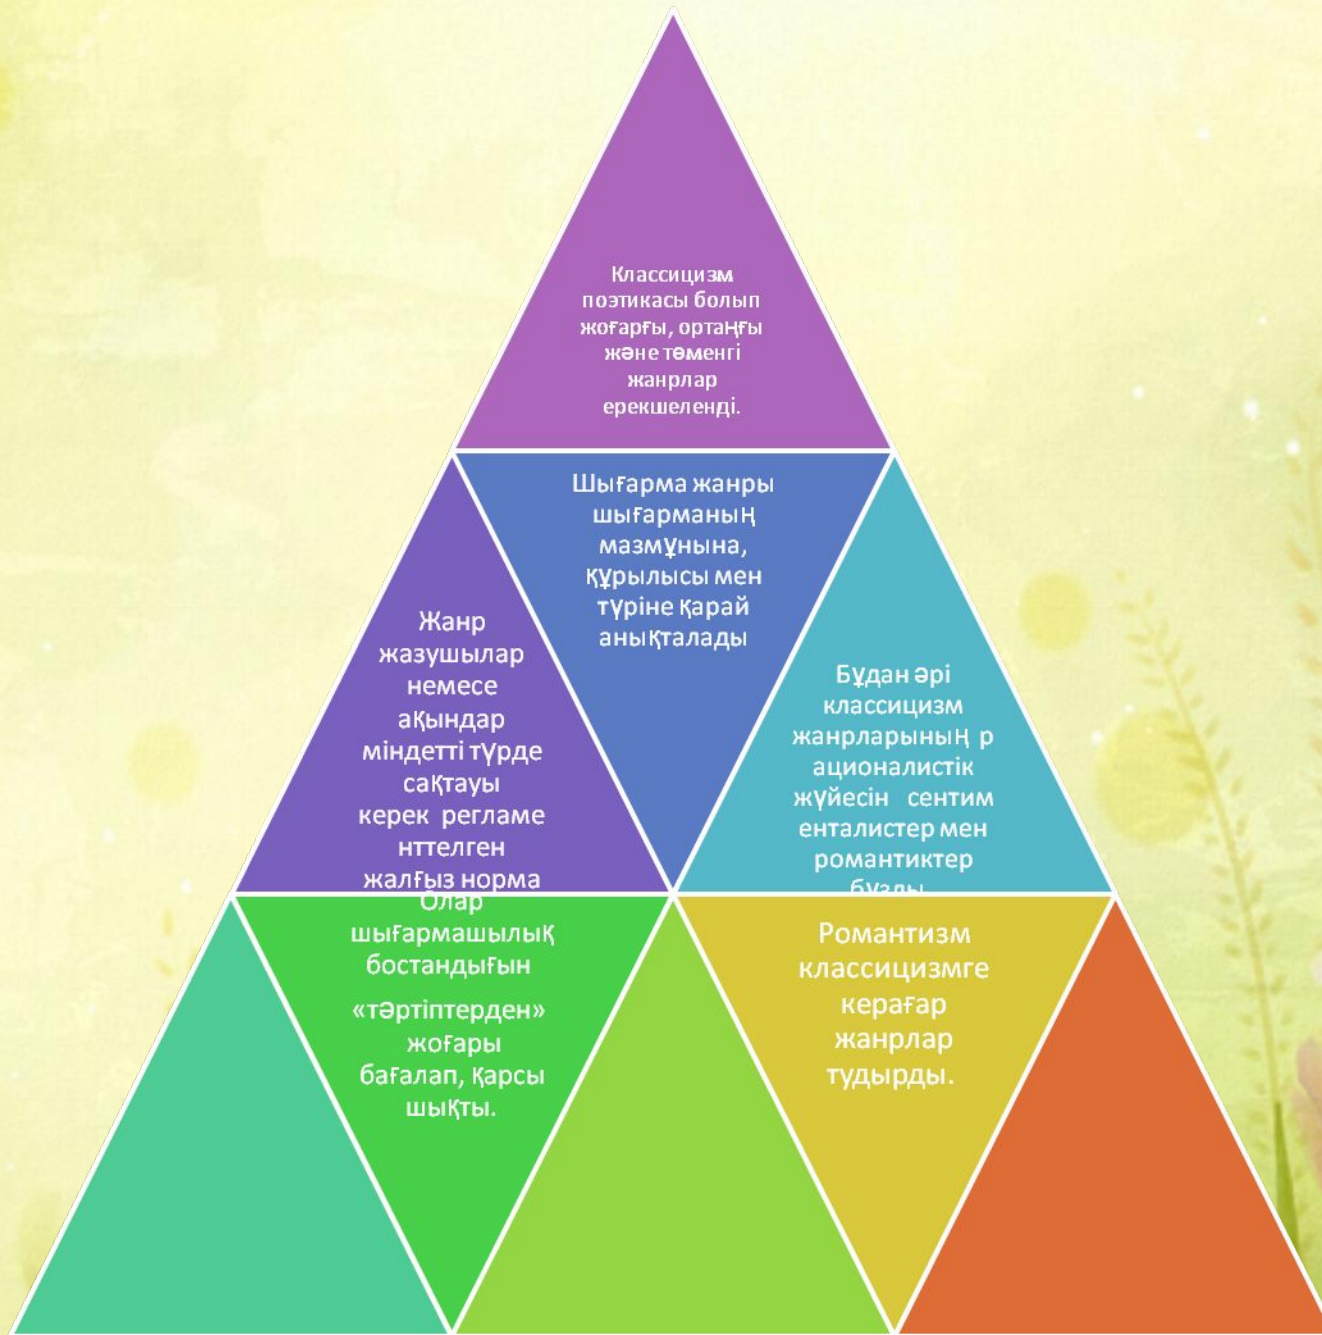 Классицизм
поэтикасы болып
жоғарғы, ортаңғы
және төменгі
жанрлар
ерекшеленді.
Шығарма жанры
шығарманың
мазмұнына,
құрылысы мен
түріне қарай
анықталады
Жанр
жазушылар
немесе
ақындар
міндетті түрде
сақтауы
керек регламе
нттелген
жалғыз норма
Бұдан әрі
классицизм
жанрларының р
ационалистік
жүйесін сентим
енталистер мен
романтиктер
бұзды
Олар
шығармашылық
бостандығын
«тәртіптерден»
жоғары
бағалап, қарсы
шықты.
Романтизм
классицизмге
керағар
жанрлар
тудырды.